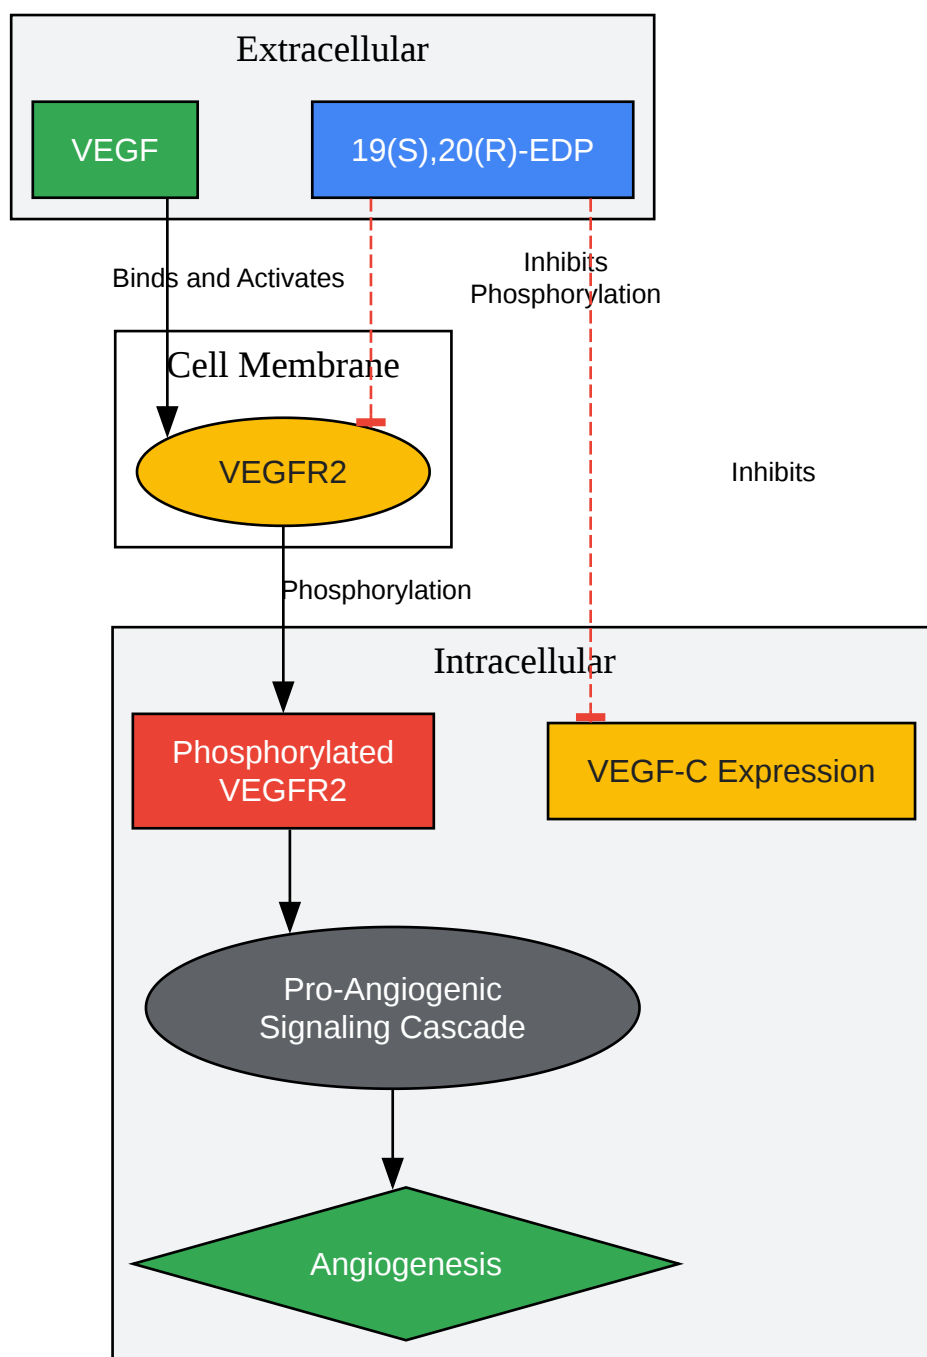 Extracellular
VEGF
19(S),20(R)-EDP
Binds and Activates
Inhibits
Phosphorylation
Cell Membrane
VEGFR2
Inhibits
Phosphorylation
Intracellular
Phosphorylated
VEGFR2
VEGF-C Expression
Pro-Angiogenic
Signaling Cascade
Angiogenesis